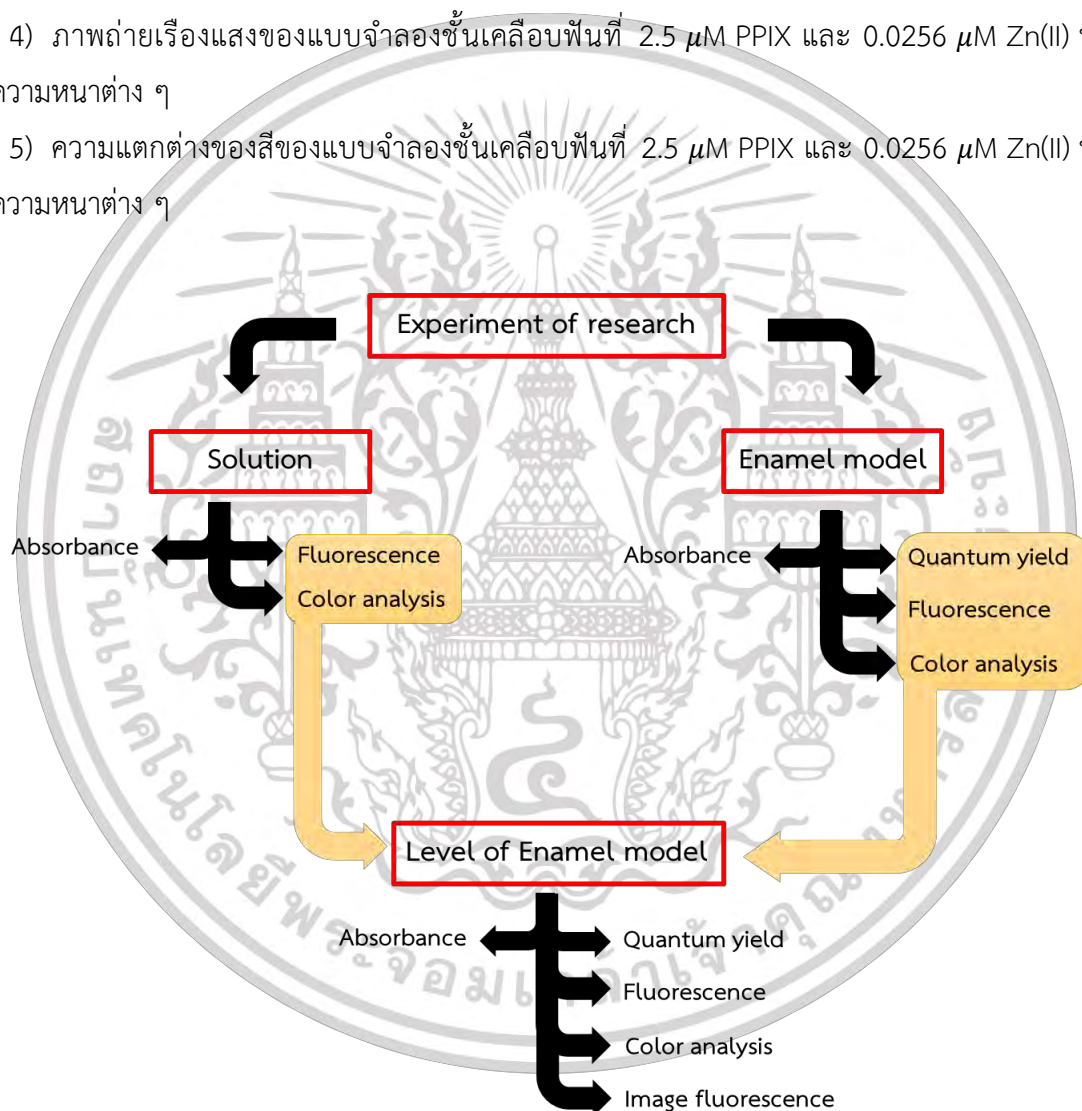 4) ภาพถ่ายเรืองแสงของแบบจำลองชั้นเคลือบฟันที่ 2.5 𝜇M PPIX และ 0.0256 𝜇M Zn(II)
ความหนาต่าง ๆ
5) ความแตกต่างของสีของแบบจำลองชั้นเคลือบฟันที่ 2.5 𝜇M PPIX และ 0.0256 𝜇M Zn(II)
ความหนาต่าง ๆ
Experiment of research
Solution
Enamel model
Absorbance
Fluorescence
Color analysis
Absorbance
Quantum yield
Fluorescence
Color analysis
Level of Enamel model
Absorbance
Quantum yield
Fluorescence
Color analysis
Image fluorescence